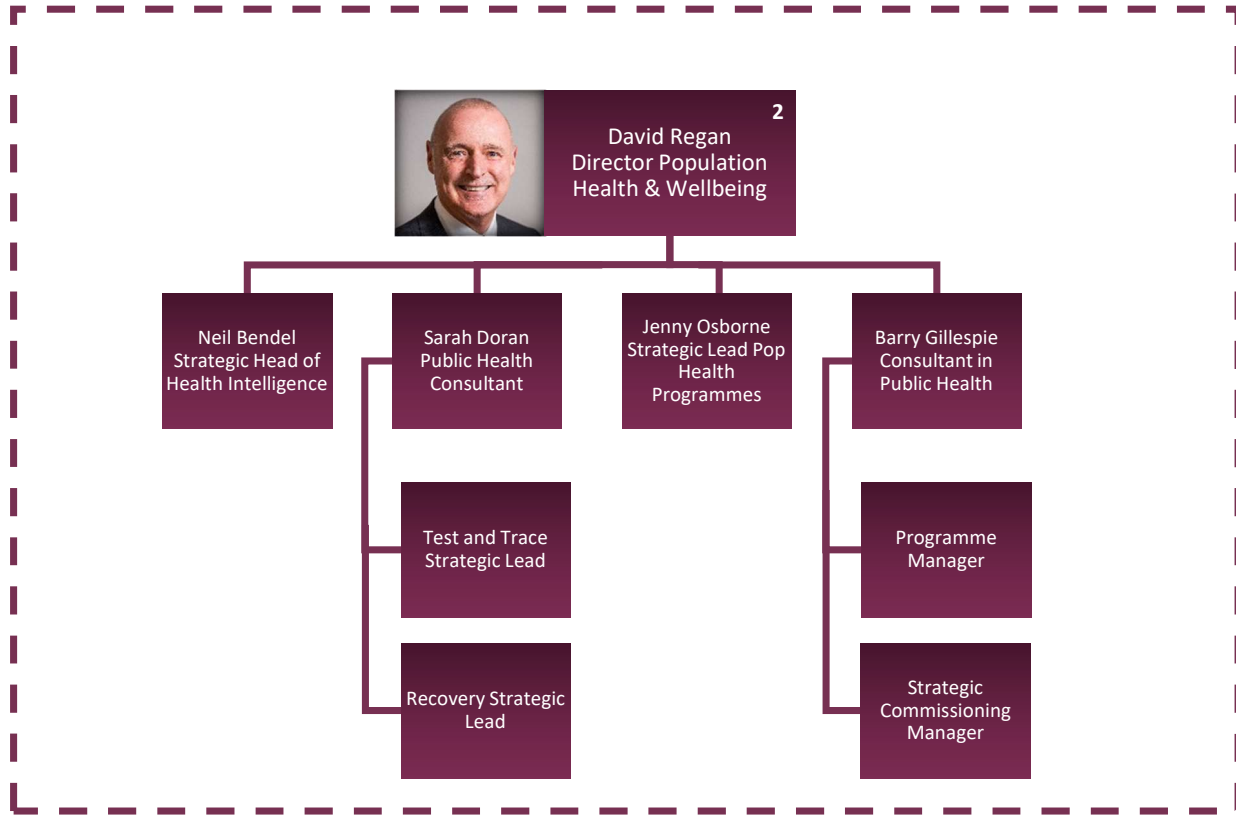 2
David Regan
Director Population
Health & Wellbeing
Neil Bendel
Strategic Head of
Health Intelligence
Sarah Doran
Public Health
Consultant
Jenny Osborne
Strategic Lead Pop
Health
Programmes
Barry Gillespie
Consultant in
Public Health
Test and Trace
Strategic Lead
Programme
Manager
Recovery Strategic
Lead
Strategic
Commissioning
Manager